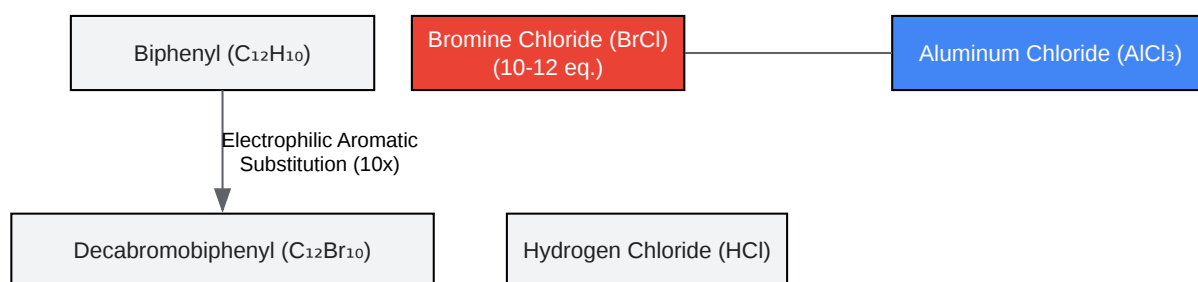 Biphenyl (C₁₂H₁₀)
Bromine Chloride (BrCl)
(10-12 eq.)
Aluminum Chloride (AlCl₃)
Electrophilic Aromatic
Substitution (10x)
Decabromobiphenyl (C₁₂Br₁₀)
Hydrogen Chloride (HCl)